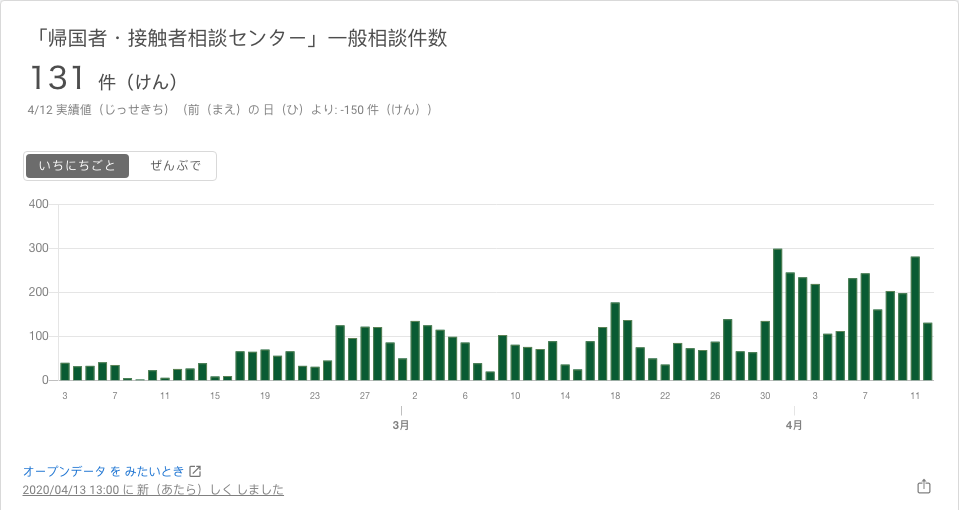 「帰国者・接触者相談センター」一般相談件数
131 件（けん）
4/12 実績値（じっせきち）（前（まえ）の 日（ひ）より: -150 件（けん））
いちにちごと ぜんぶで
400
300
200
100
0
3 7 11 15 19 23 27 2 6 10 14 18 22 26 30 3 7 11
3月 4月
オープンデータ を みたいとき
2020/04/13 13:00 に 新（あたら）しく しました